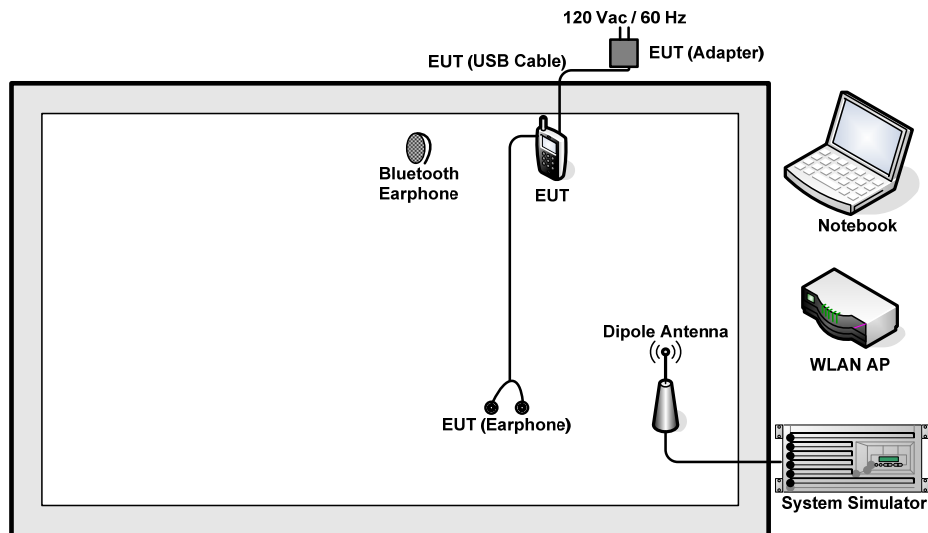 120 Vac / 60 Hz
EUT (USB Cable)
EUT (Adapter)
Bluetooth
Earphone
EUT
Notebook
Dipole Antenna
WLAN AP
EUT (Earphone)
System Simulator